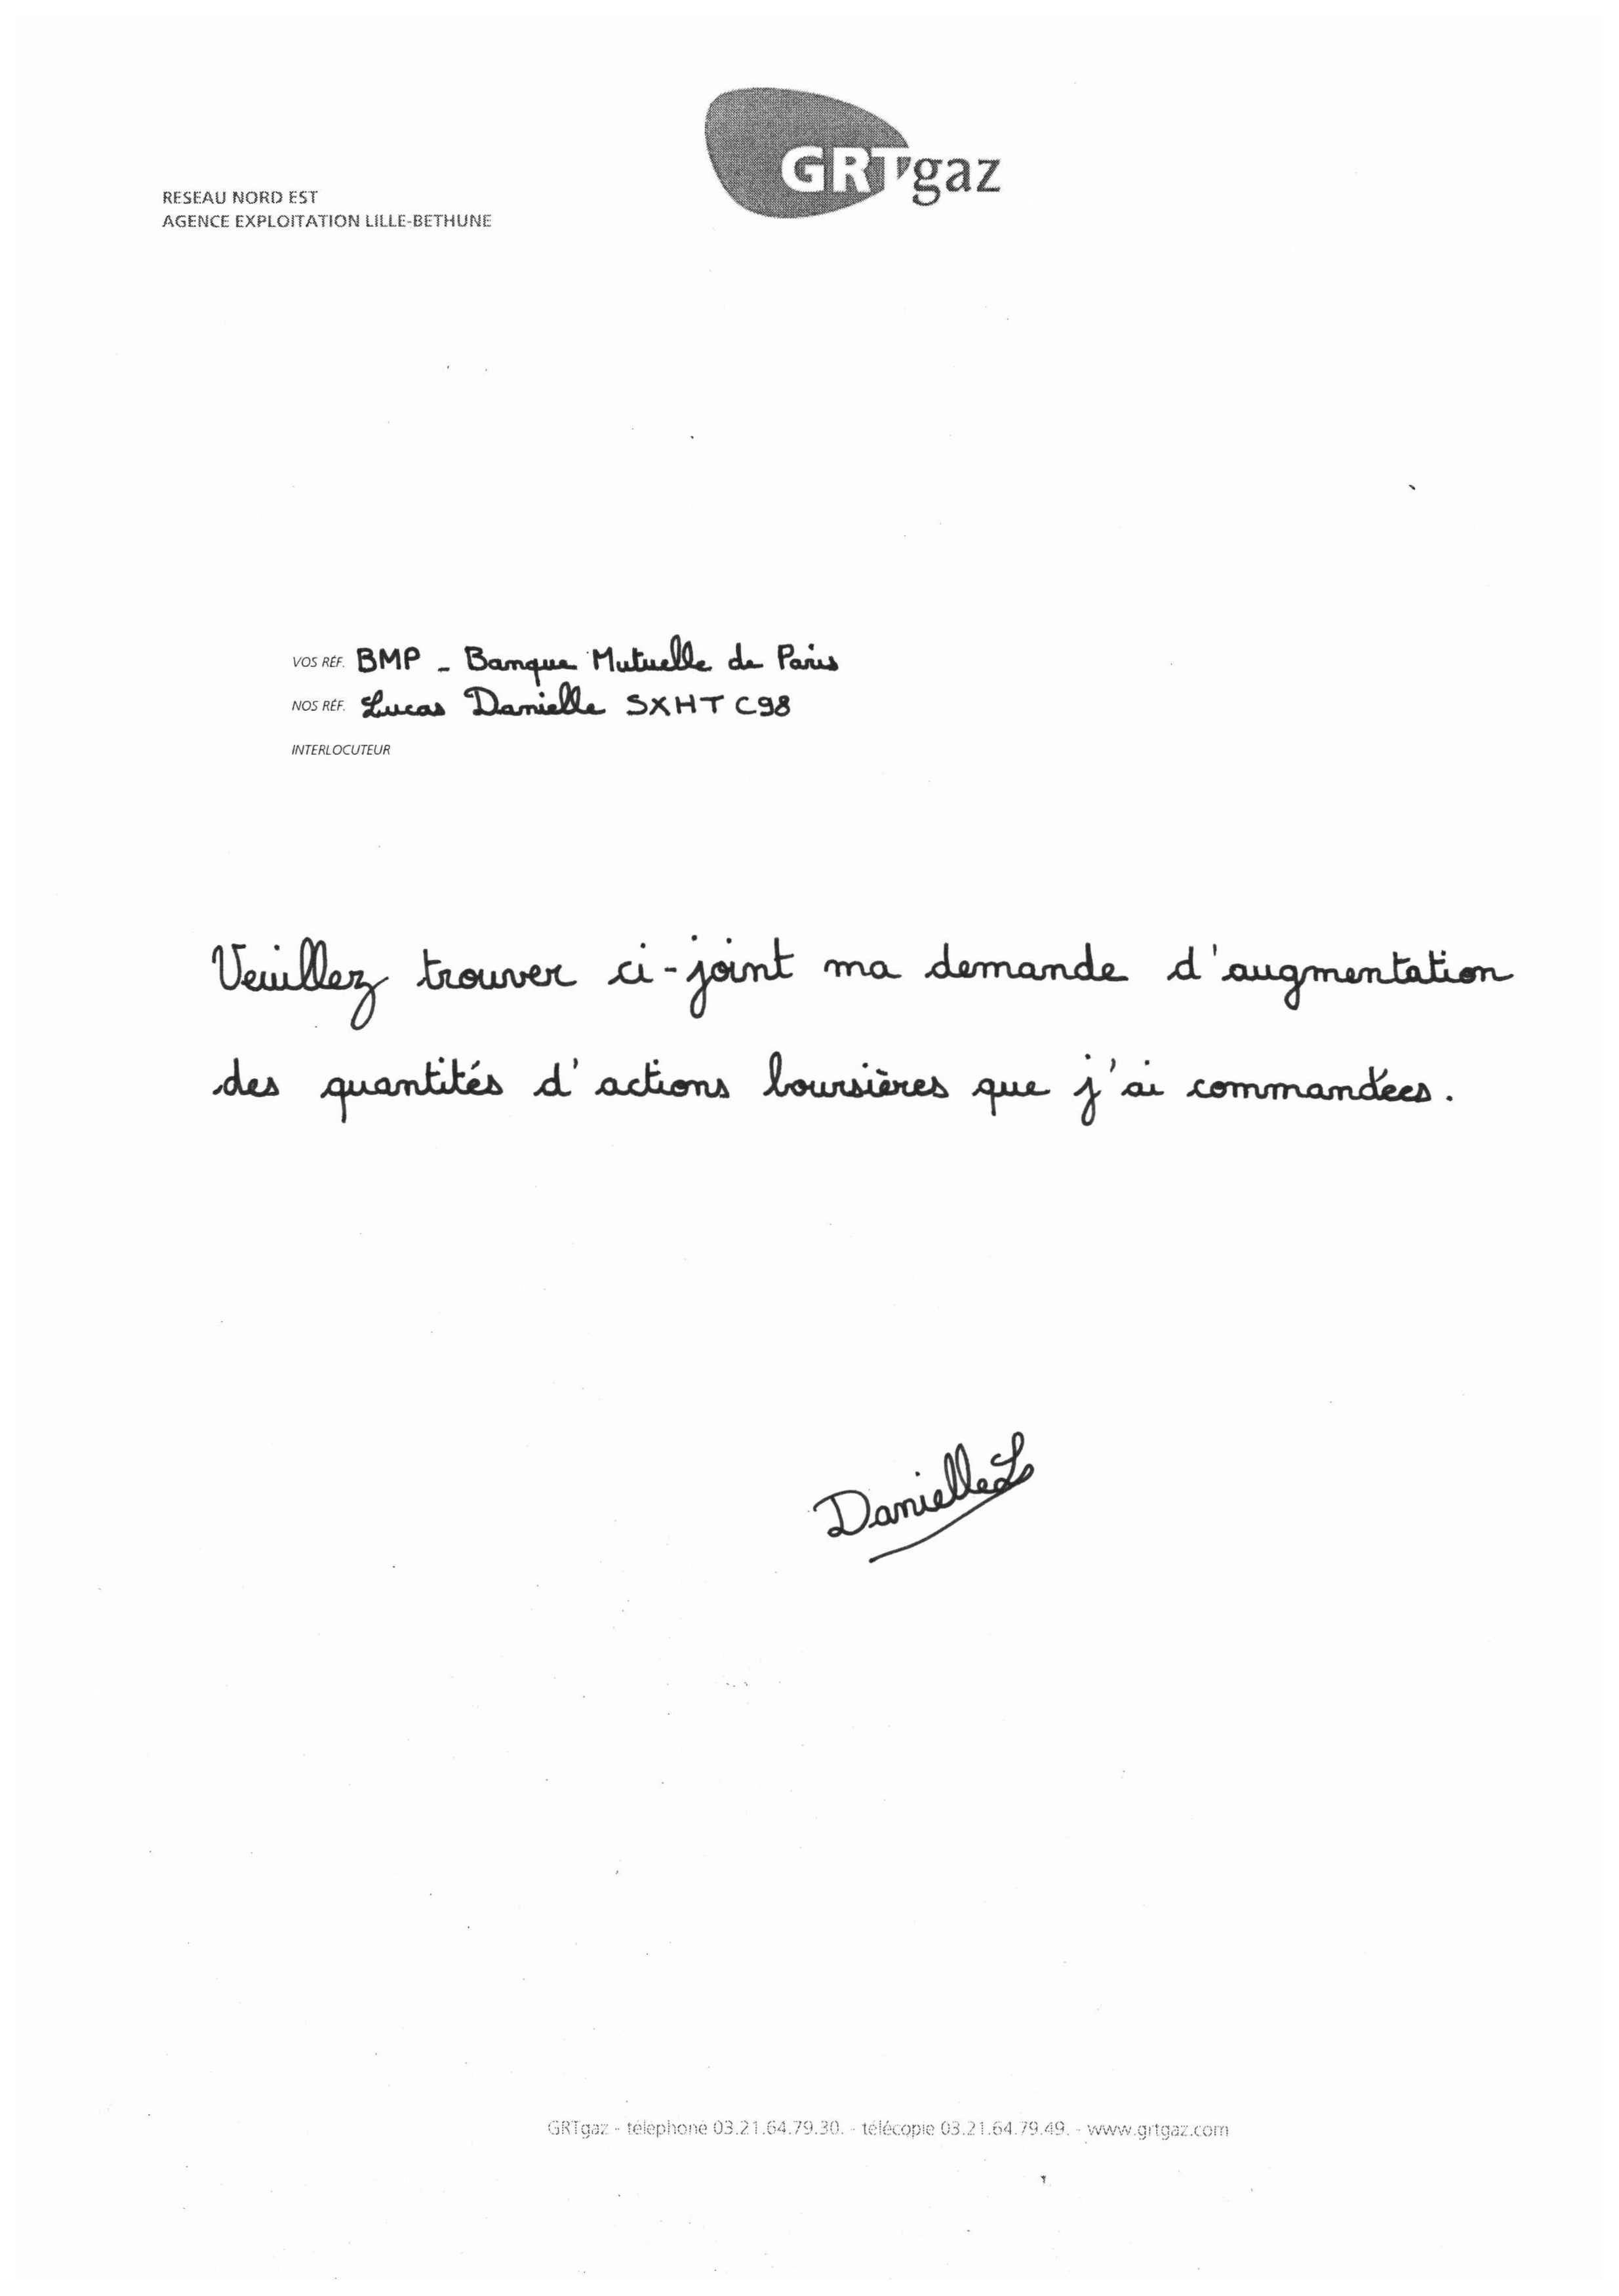 GRTgaz
RESEAU NORD EST
AGENCE EXPLOITATION LILLE-BETHUNE
VOS RÉF. BMP - Banque Mutuelle de Paris
NOS RÉF. Lucas Danielle SXHT C98
INTERLOCUTEUR
Veuillez trouver ci-joint ma demande d'augmentation
des quantités d'actions boursières que j'ai commandées.
Danielle L
GRTgaz - téléphone 03.21.64.79.30. - télécopie 03.21.64.79.49. - www.grtgaz.com